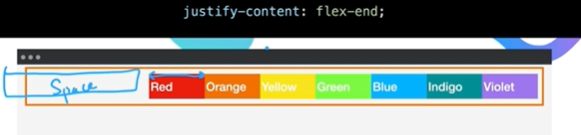 justify-content: flex-end;
Space Red Orange Yellow Green Blue Indigo Violet